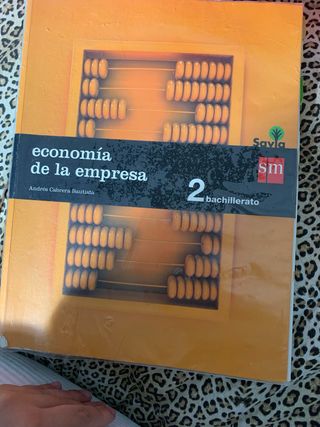 economía
de la empresa
Andrés Cabrera Bautista
2 bachillerato
Savia
sm